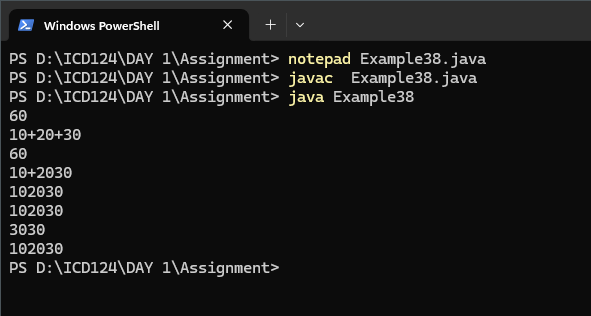 Windows PowerShell
PS D:\ICD124\DAY 1\Assignment> notepad Example38.java
PS D:\ICD124\DAY 1\Assignment> javac  Example38.java
PS D:\ICD124\DAY 1\Assignment> java Example38
60
10+20+30
60
10+2030
102030
102030
3030
102030
PS D:\ICD124\DAY 1\Assignment>